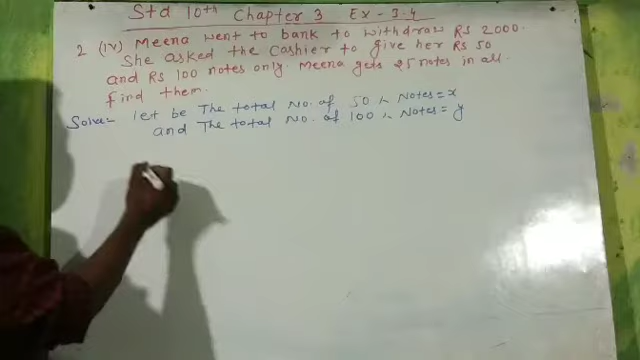 Std 10th Chapter 3 Ex-3.4
2 (iv) Meena went to bank to withdraw Rs 2000.
She asked the Cashier to give her Rs 50
and Rs 100 notes only. Meena gets 25 notes in all.
find them.
Solve- let be The total No. of 50 Notes = x
and The total No. of 100 Notes = y